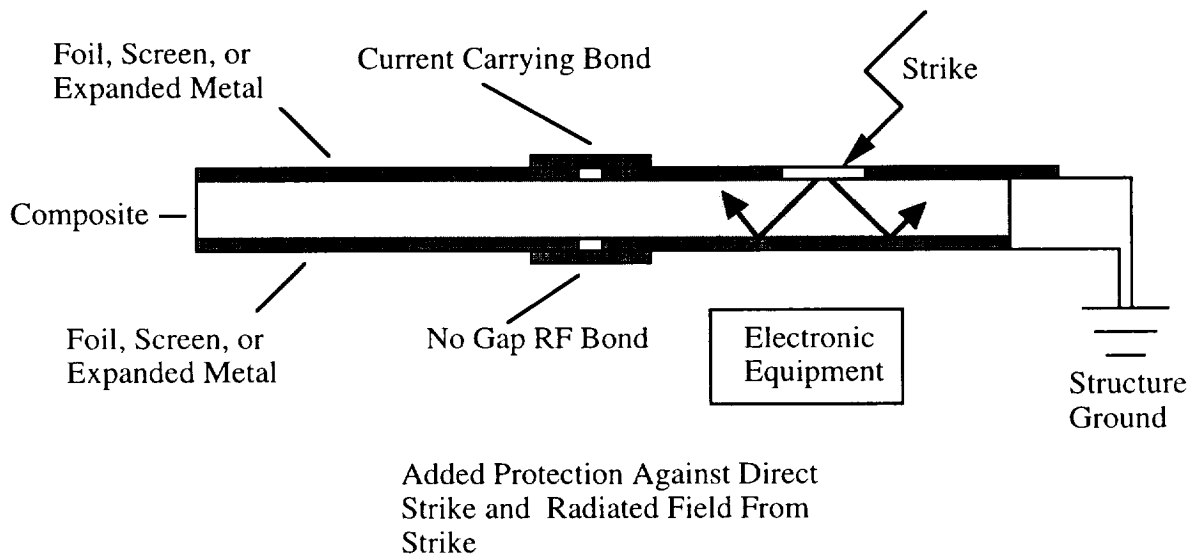 Foil, Screen, or
Expanded Metal
Current Carrying Bond
Strike
Composite
Foil, Screen, or
Expanded Metal
No Gap RF Bond
Electronic
Equipment
Structure
Ground
Added Protection Against Direct
Strike and Radiated Field From
Strike